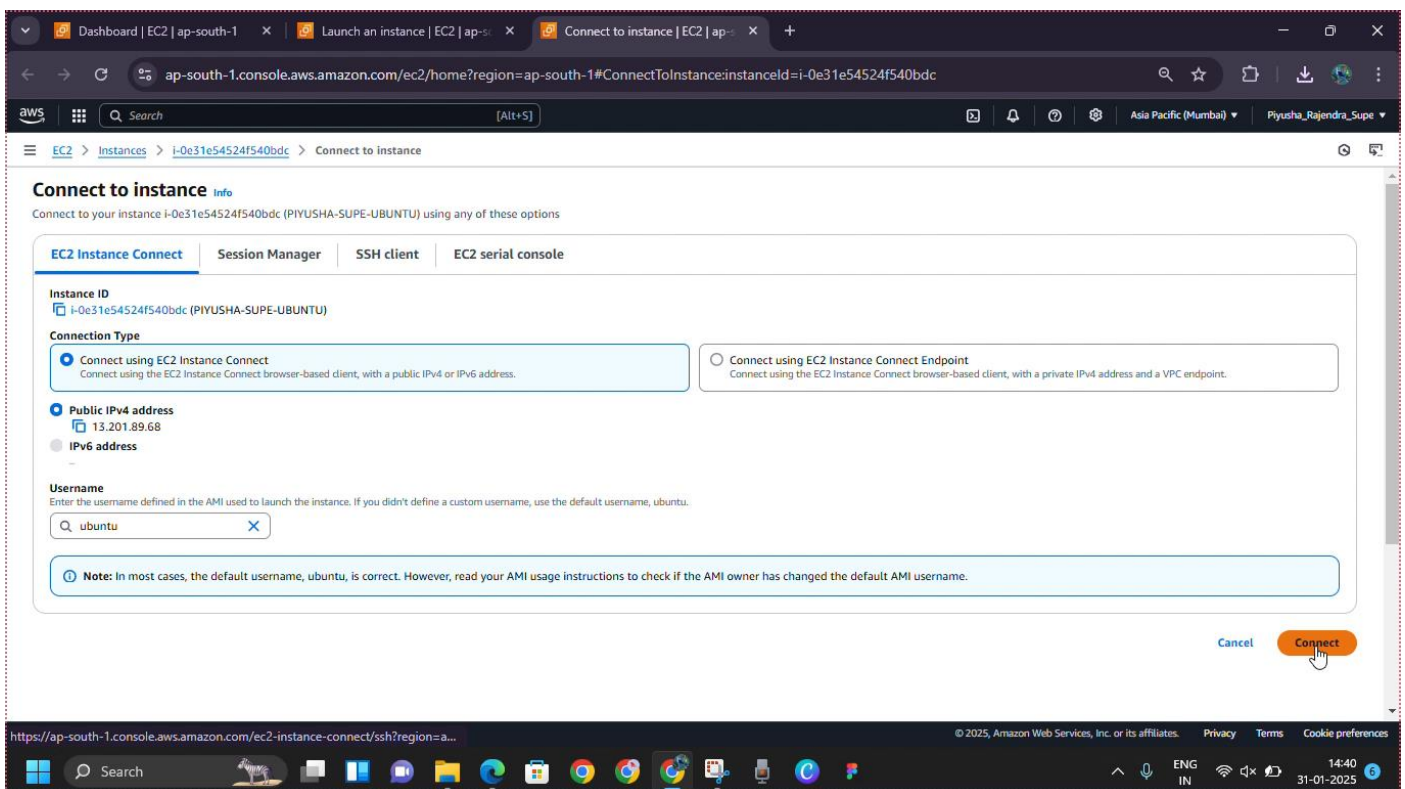 Dashboard | EC2 | ap-south-1
Launch an instance | EC2 | ap-so
Connect to instance | EC2 | ap-s
ap-south-1.console.aws.amazon.com/ec2/home?region=ap-south-1#ConnectToInstance:instanceId=i-0e31e54524f540bdc
aws
Search [Alt+S]
Asia Pacific (Mumbai)
Piyusha_Rajendra_Supe
EC2 > Instances > i-0e31e54524f540bdc > Connect to instance
Connect to instance Info
Connect to your instance i-0e31e54524f540bdc (PIYUSHA-SUPE-UBUNTU) using any of these options
EC2 Instance Connect
Session Manager
SSH client
EC2 serial console
Instance ID
i-0e31e54524f540bdc (PIYUSHA-SUPE-UBUNTU)
Connection Type
Connect using EC2 Instance Connect
Connect using the EC2 Instance Connect browser-based client, with a public IPv4 or IPv6 address.
Connect using EC2 Instance Connect Endpoint
Connect using the EC2 Instance Connect browser-based client, with a private IPv4 address and a VPC endpoint.
Public IPv4 address
13.201.89.68
IPv6 address
–
Username
Enter the username defined in the AMI used to launch the instance. If you didn't define a custom username, use the default username, ubuntu.
ubuntu
Note: In most cases, the default username, ubuntu, is correct. However, read your AMI usage instructions to check if the AMI owner has changed the default AMI username.
Cancel
Connect
https://ap-south-1.console.aws.amazon.com/ec2-instance-connect/ssh?region=a...
© 2025, Amazon Web Services, Inc. or its affiliates.
Privacy
Terms
Cookie preferences
Search
ENG
IN
14:40
31-01-2025
6